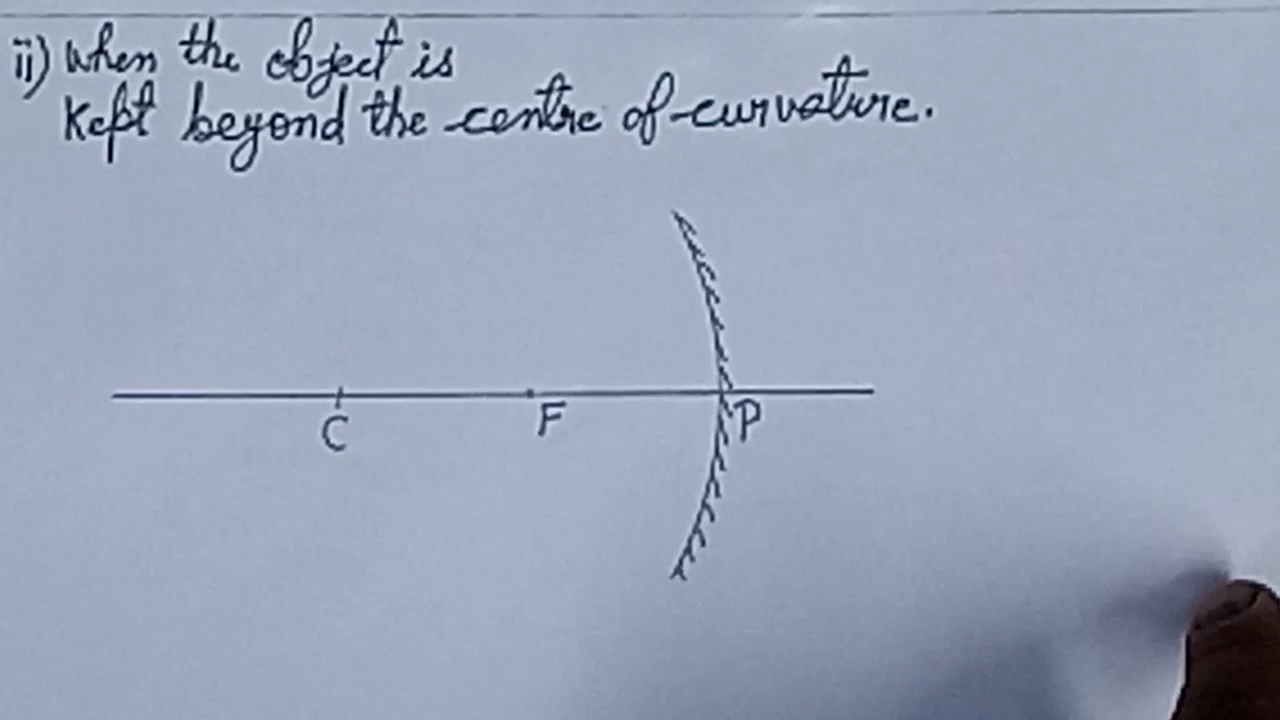 ii) When the object is
Kept beyond the centre of curvature.
C F P